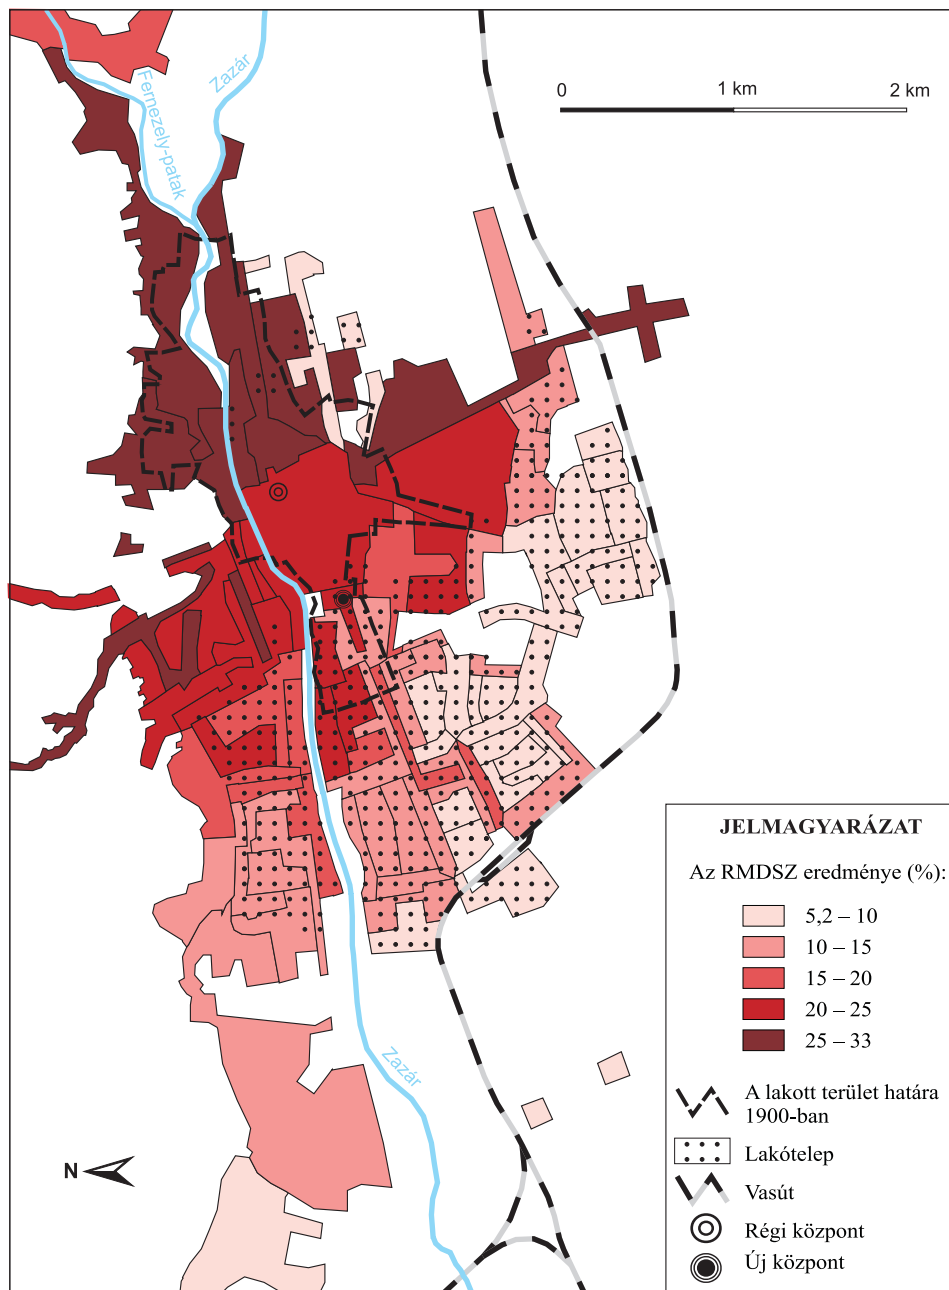 Fernezely-patak
Zazár
0 1 km 2 km
Zazár
N
JELMAGYARÁZAT
Az RMDSZ eredménye (%):
5,2 – 10
10 – 15
15 – 20
20 – 25
25 – 33
A lakott terület határa
1900-ban
Lakótelep
Vasút
Régi központ
Új központ